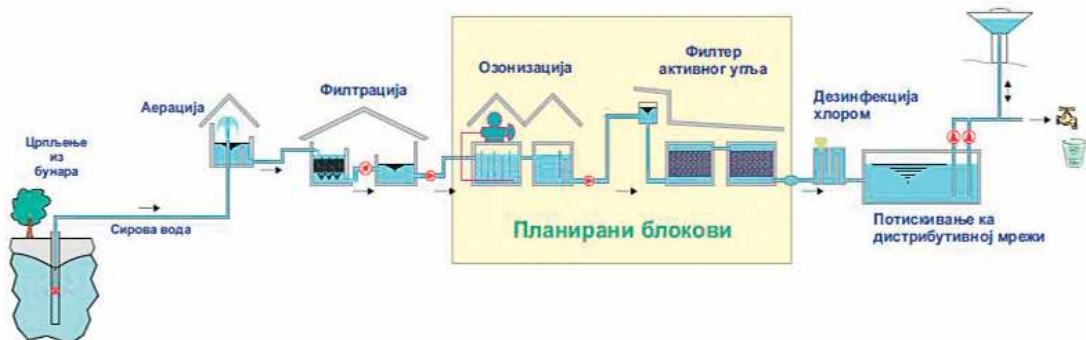 Црпљење
из
бунара
Сирова вода
Аерација
Филтрација
Озонизација
Филтер
активног угља
Планирани блокови
Дезинфекција
хлором
Потискивање ка
дистрибутивној мрежи